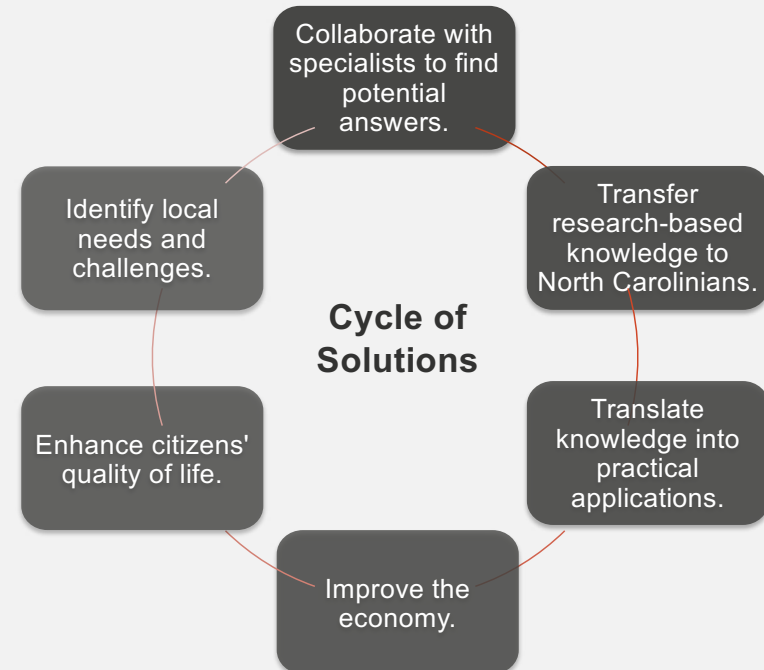 Collaborate with
specialists to find
potential
answers.
Transfer
research-based
knowledge to
North Carolinians.
Translate
knowledge into
practical
applications.
Improve the
economy.
Enhance citizens'
quality of life.
Identify local
needs and
challenges.
Cycle of
Solutions